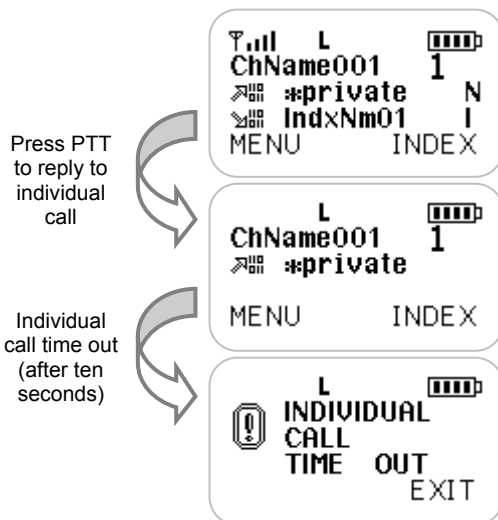 L
ChName001 1
*private N
IndxNm01 I
MENU INDEX
Press PTT
to reply to
individual
call
L
ChName001 1
*private
MENU INDEX
Individual
call time out
(after ten
seconds)
L
INDIVIDUAL
CALL
TIME OUT
EXIT